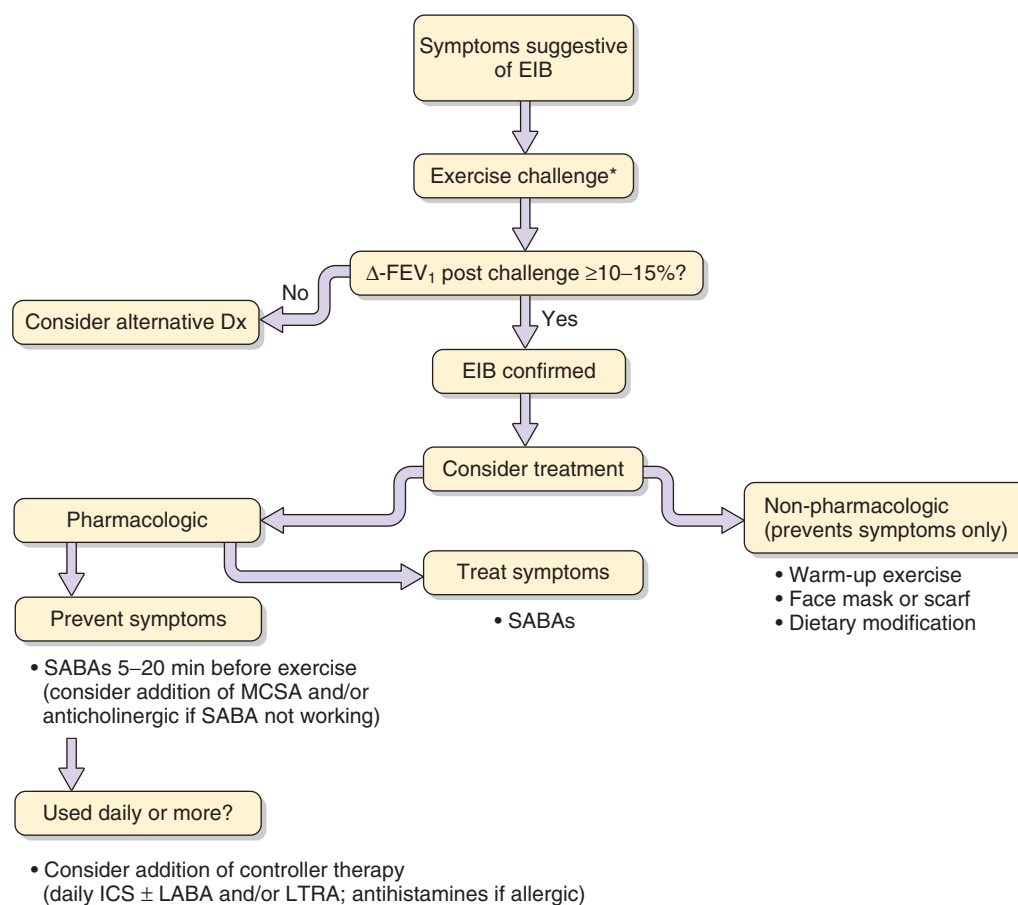 Symptoms suggestive
of EIB
Exercise challenge*
Δ-FEV₁ post challenge ≥10–15%?
No
Yes
Consider alternative Dx
EIB confirmed
Consider treatment
Pharmacologic
Non-pharmacologic
(prevents symptoms only)
• Warm-up exercise
• Face mask or scarf
• Dietary modification
Treat symptoms
• SABAs
Prevent symptoms
• SABAs 5–20 min before exercise
(consider addition of MCSA and/or
anticholinergic if SABA not working)
Used daily or more?
• Consider addition of controller therapy
(daily ICS ± LABA and/or LTRA; antihistamines if allergic)